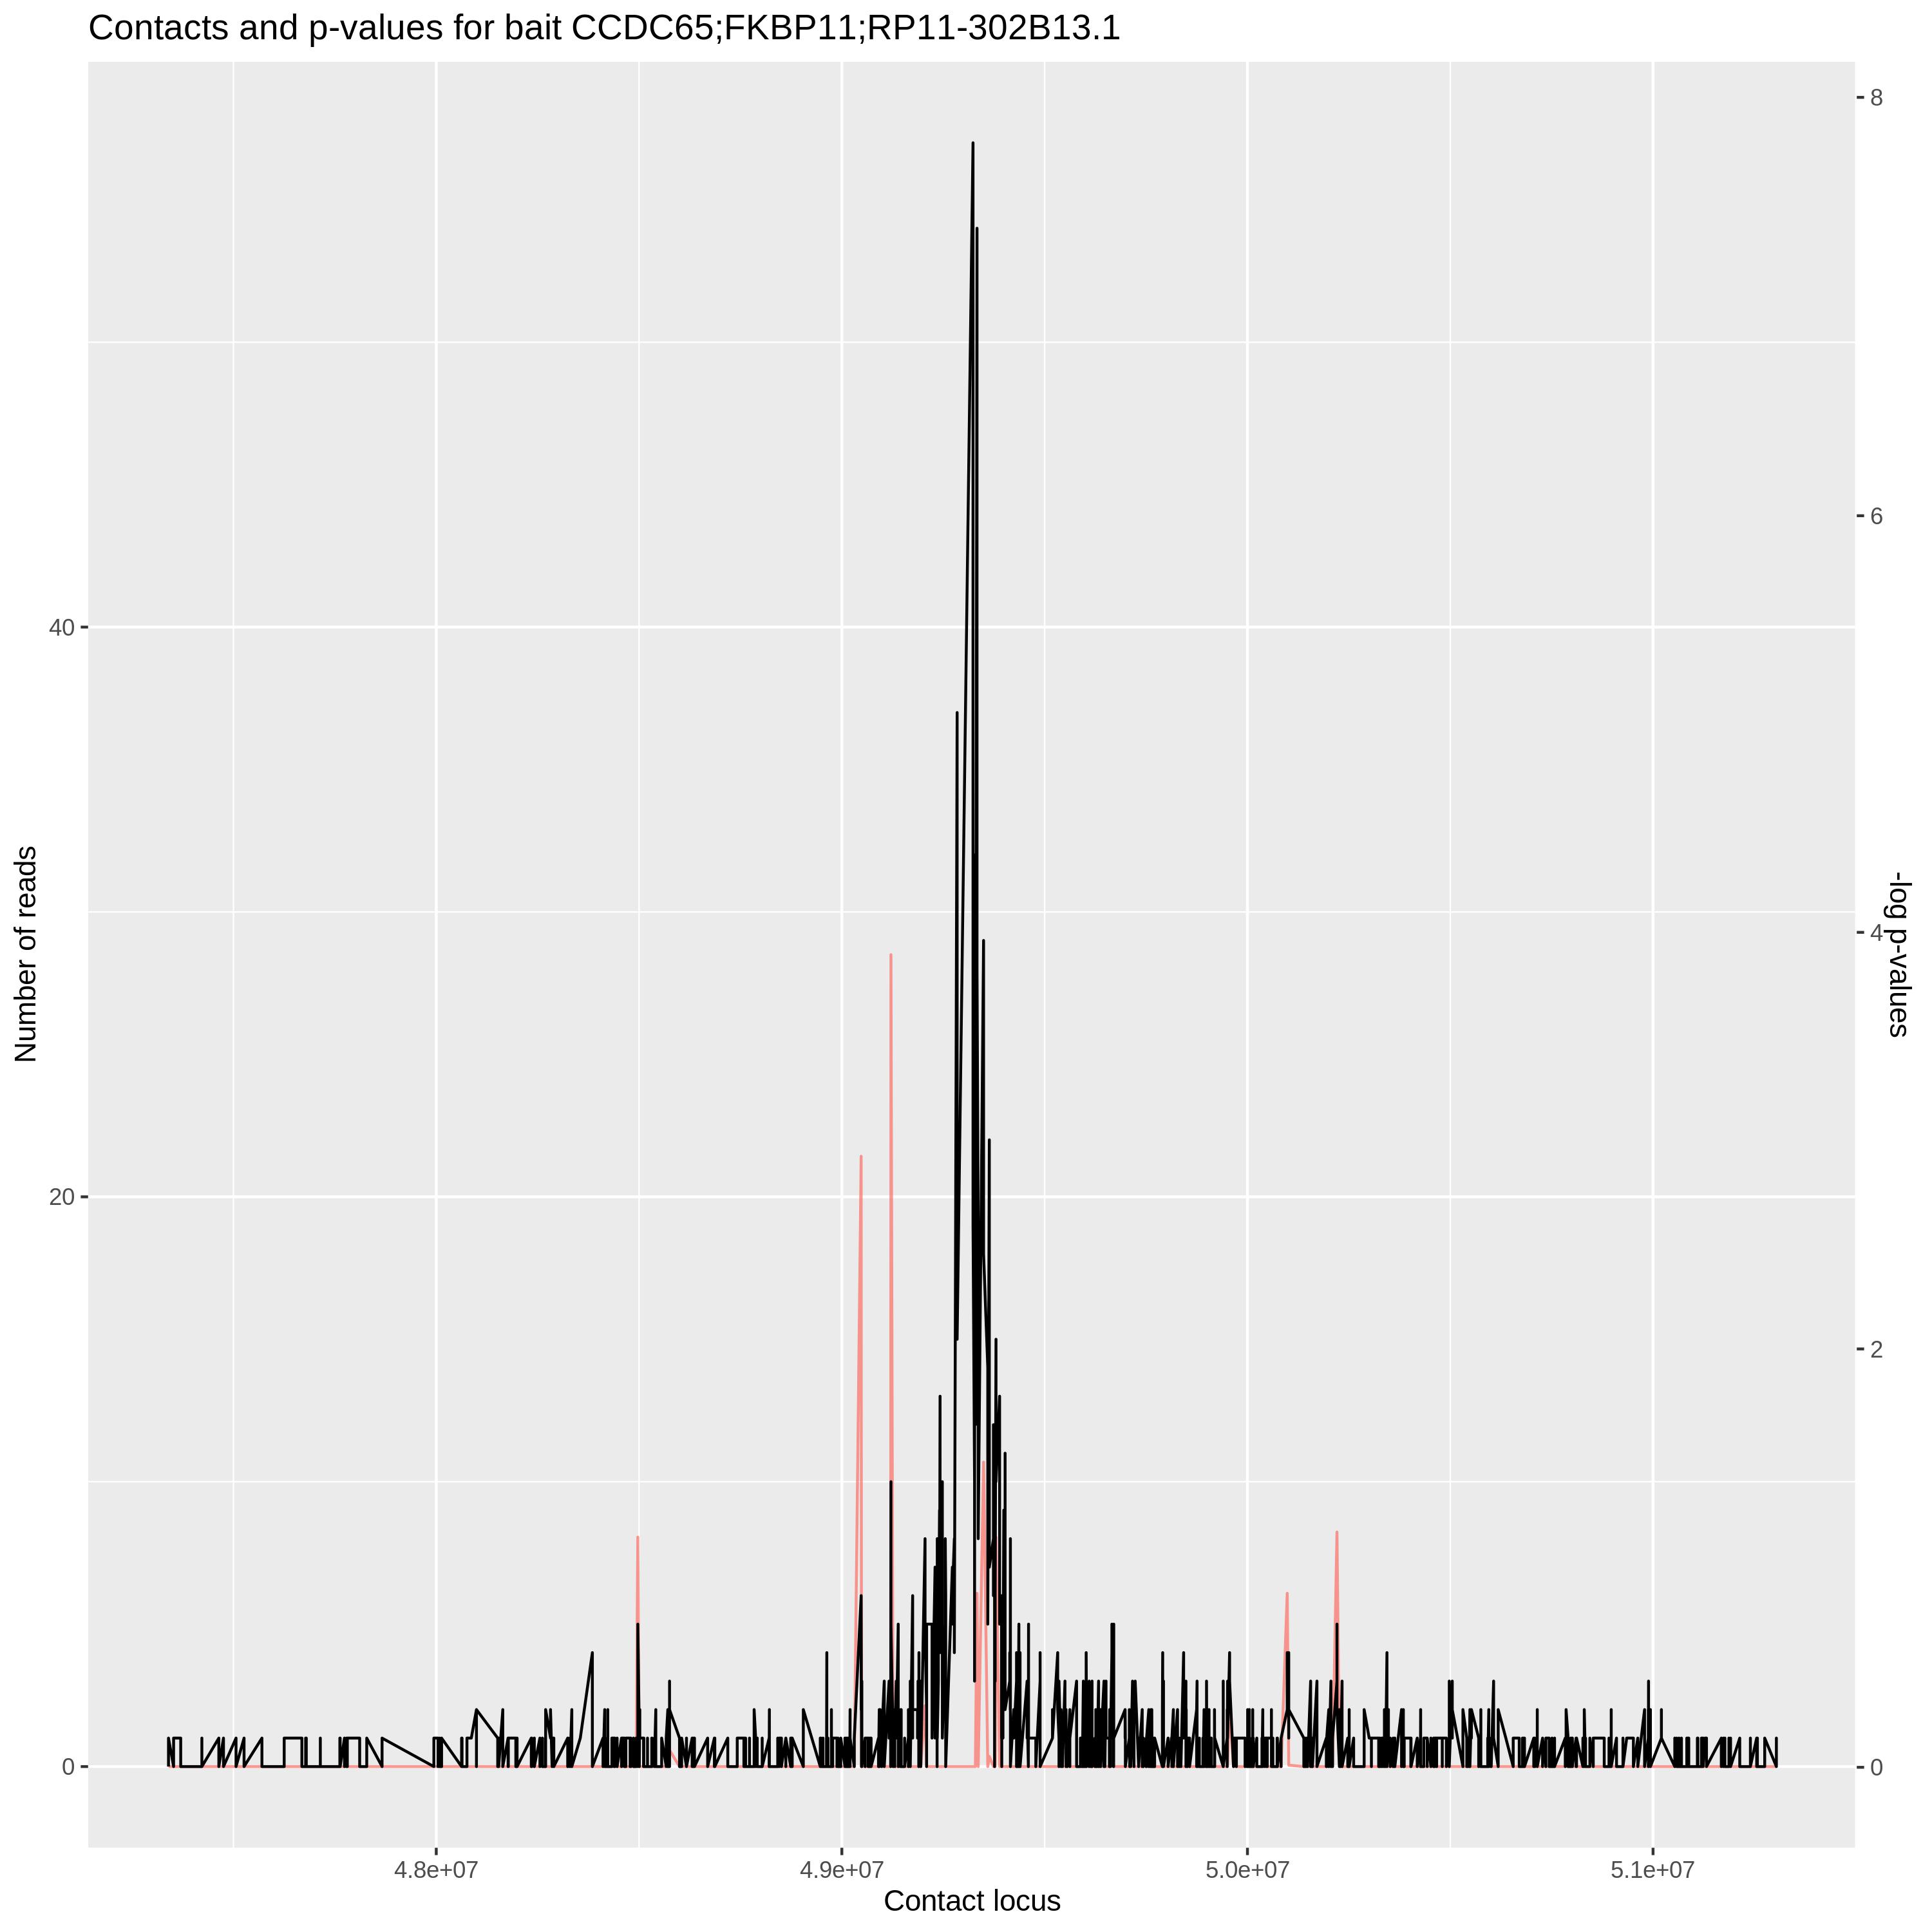 Contacts and p-values for bait CCDC65;FKBP11;RP11-302B13.1
8
6
40
Number of reads
-log p-values
4
20
2
0
0
4.8e+07 4.9e+07 5.0e+07 5.1e+07
Contact locus